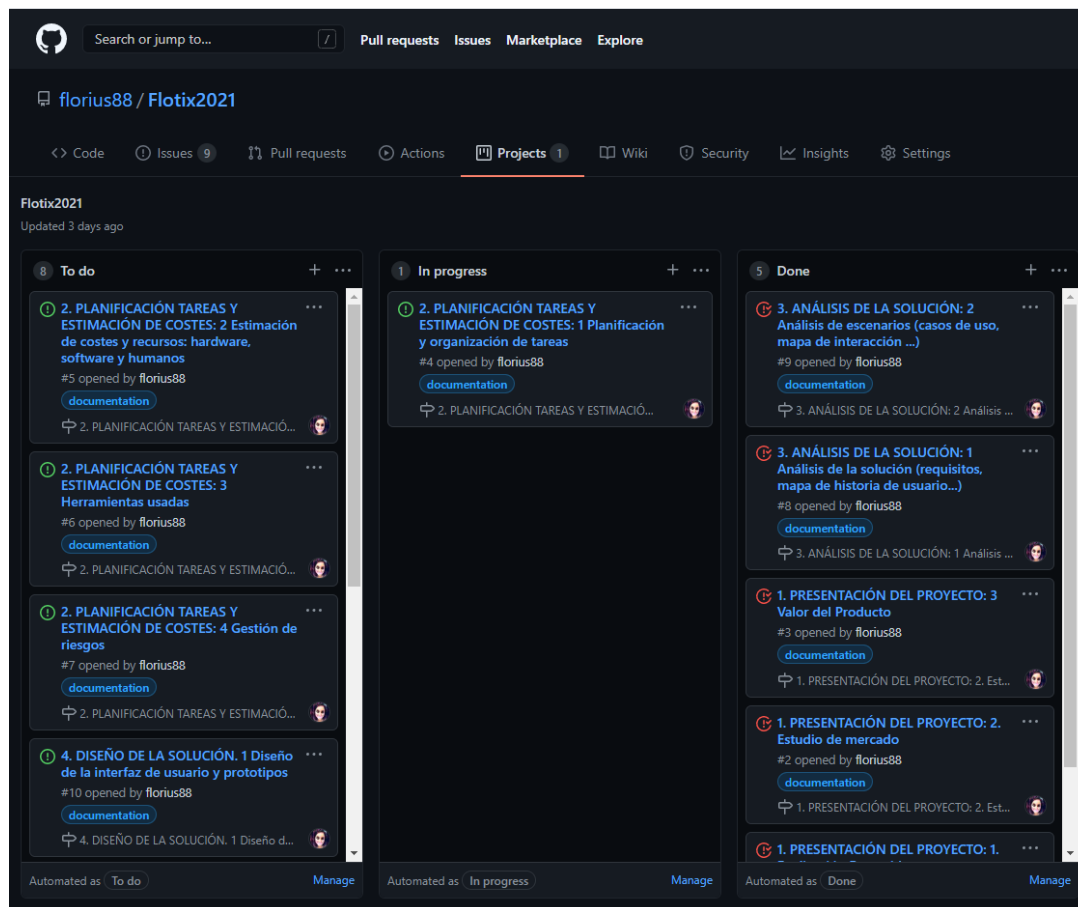 Search or jump to... /
Pull requests Issues Marketplace Explore
florius88 / Flotix2021
<> Code Issues 9 Pull requests Actions Projects 1 Wiki Security Insights Settings
Flotix2021
Updated 3 days ago
8 To do
2. PLANIFICACIÓN TAREAS Y
ESTIMACIÓN DE COSTES: 2 Estimación
de costes y recursos: hardware,
software y humanos
#5 opened by florius88
documentation
2. PLANIFICACIÓN TAREAS Y ESTIMACIÓ...
2. PLANIFICACIÓN TAREAS Y
ESTIMACIÓN DE COSTES: 3
Herramientas usadas
#6 opened by florius88
documentation
2. PLANIFICACIÓN TAREAS Y ESTIMACIÓ...
2. PLANIFICACIÓN TAREAS Y
ESTIMACIÓN DE COSTES: 4 Gestión de
riesgos
#7 opened by florius88
documentation
2. PLANIFICACIÓN TAREAS Y ESTIMACIÓ...
4. DISEÑO DE LA SOLUCIÓN. 1 Diseño
de la interfaz de usuario y prototipos
#10 opened by florius88
documentation
4. DISEÑO DE LA SOLUCIÓN. 1 Diseño d...
Automated as To do Manage
1 In progress
2. PLANIFICACIÓN TAREAS Y
ESTIMACIÓN DE COSTES: 1 Planificación
y organización de tareas
#4 opened by florius88
documentation
2. PLANIFICACIÓN TAREAS Y ESTIMACIÓ...
Automated as In progress Manage
5 Done
3. ANÁLISIS DE LA SOLUCIÓN: 2
Análisis de escenarios (casos de uso,
mapa de interacción ...)
#9 opened by florius88
documentation
3. ANÁLISIS DE LA SOLUCIÓN: 2 Análisis ...
3. ANÁLISIS DE LA SOLUCIÓN: 1
Análisis de la solución (requisitos,
mapa de historia de usuario...)
#8 opened by florius88
documentation
3. ANÁLISIS DE LA SOLUCIÓN: 1 Análisis ...
1. PRESENTACIÓN DEL PROYECTO: 3
Valor del Producto
#3 opened by florius88
documentation
1. PRESENTACIÓN DEL PROYECTO: 2. Est...
1. PRESENTACIÓN DEL PROYECTO: 2.
Estudio de mercado
#2 opened by florius88
documentation
1. PRESENTACIÓN DEL PROYECTO: 2. Est...
1. PRESENTACIÓN DEL PROYECTO: 1.
Automated as Done Manage